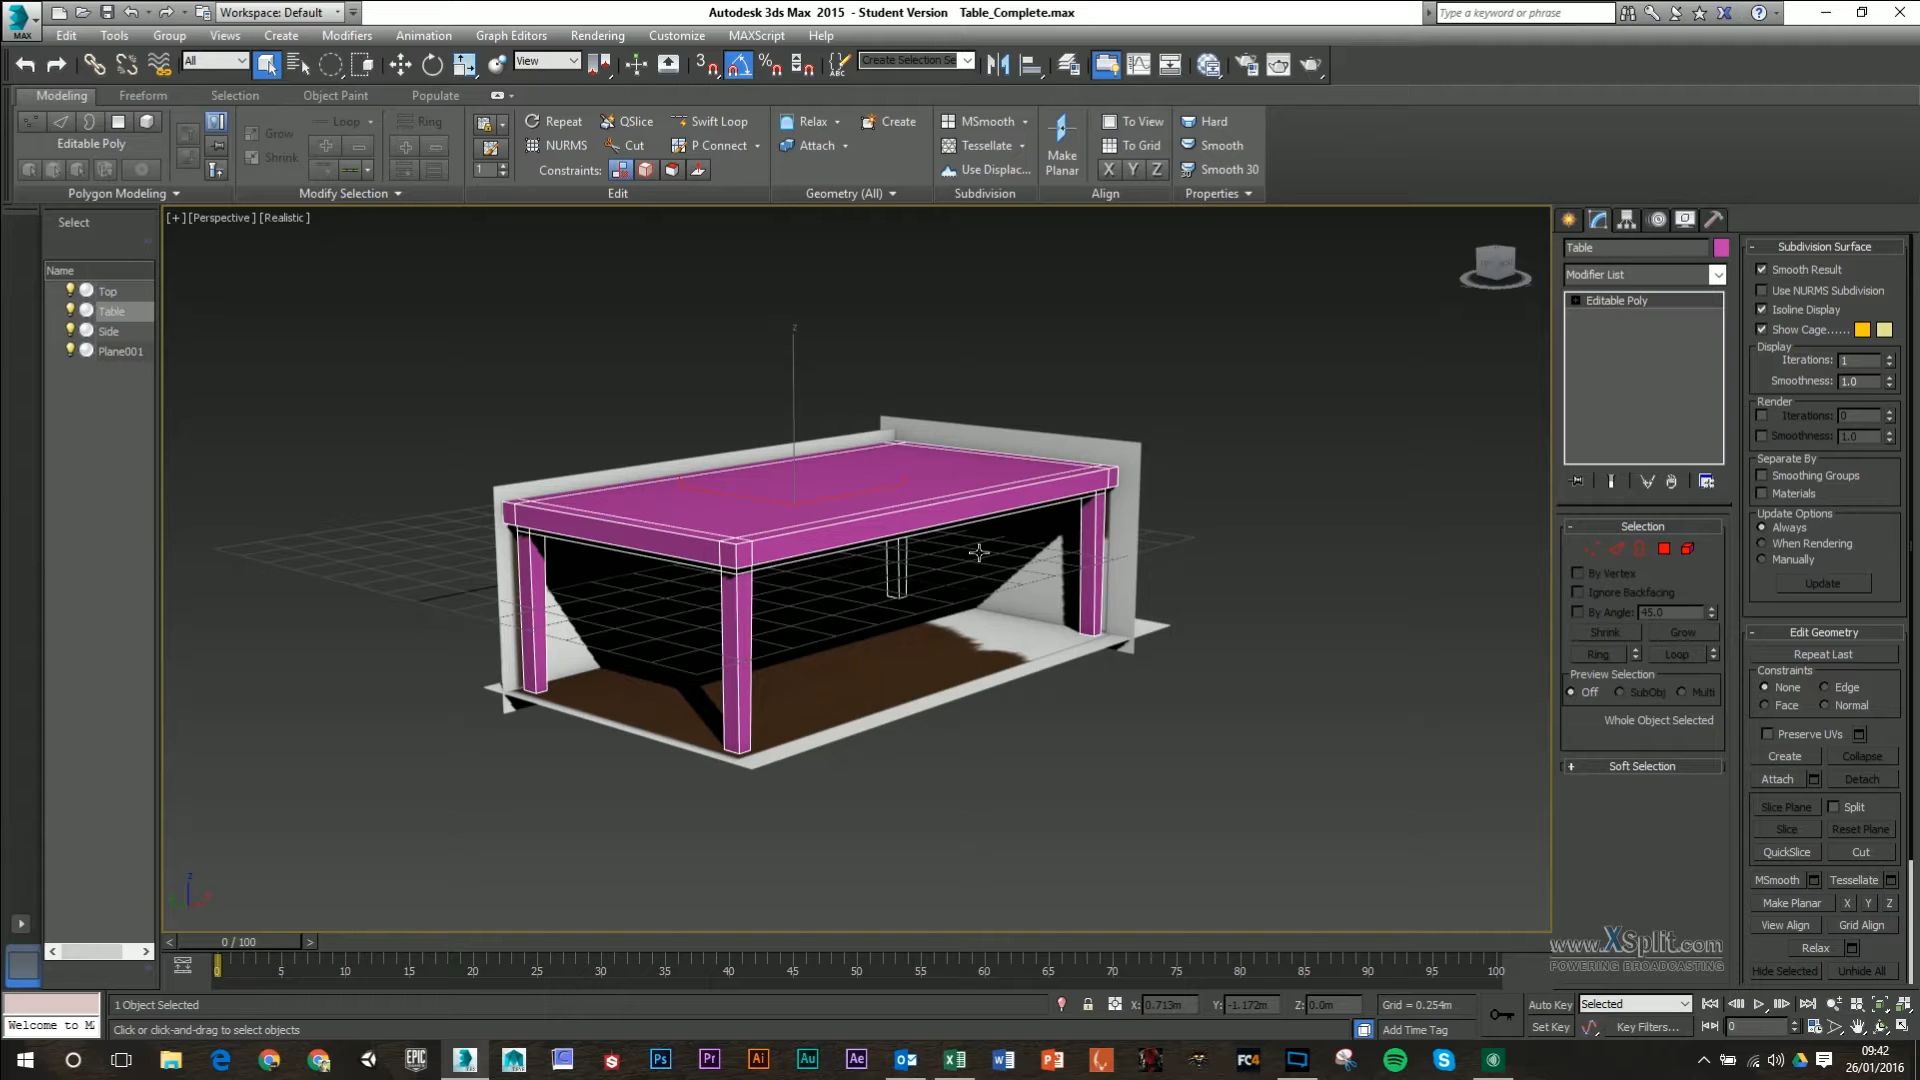 Workspace: Default
Autodesk 3ds Max 2015 - Student Version Table_Complete.max
Type a keyword or phrase
MAX
Edit Tools Group Views Create Modifiers Animation Graph Editors Rendering Customize MAXScript Help
All
View
3
ABC
Create Selection Se
Modeling Freeform Selection Object Paint Populate
Editable Poly
Polygon Modeling
Grow
Shrink
Loop
Ring
Modify Selection
1
Repeat QSlice Swift Loop
NURMS Cut P Connect
Constraints:
Edit
Relax Create
Attach
Geometry (All)
MSmooth
Tessellate
Use Displac...
Subdivision
Make
Planar
To View
To Grid
X Y Z
Align
Hard
Smooth
Smooth 30
Properties
Select
Name
Top
Table
Side
Plane001
[+] [Perspective] [Realistic]
z
z
Table
Modifier List
Editable Poly
Selection
By Vertex
Ignore Backfacing
By Angle: 45.0
Shrink Grow
Ring Loop
Preview Selection
Off SubObj Multi
Whole Object Selected
Soft Selection
Subdivision Surface
Smooth Result
Use NURMS Subdivision
Isoline Display
Show Cage......
Display
Iterations: 1
Smoothness: 1.0
Render
Iterations: 0
Smoothness: 1.0
Separate By
Smoothing Groups
Materials
Update Options
Always
When Rendering
Manually
Update
Edit Geometry
Repeat Last
Constraints
None Edge
Face Normal
Preserve UVs
Create Collapse
Attach Detach
Slice Plane Split
Slice Reset Plane
QuickSlice Cut
MSmooth Tessellate
Make Planar X Y Z
View Align Grid Align
Relax
Hide Selected Unhide All
www.XSplit.com
POWERING BROADCASTING
< 0 / 100 >
0 5 10 15 20 25 30 35 40 45 50 55 60 65 70 75 80 85 90 95 100
1 Object Selected
X: 0.713m Y: -1.172m Z: 0.0m Grid = 0.254m
Auto Key Selected
Welcome to M
Click or click-and-drag to select objects
Add Time Tag
Set Key Key Filters...
0
EPIC
Ps Pr Ai Au Ae
FC4
09:42
26/01/2016